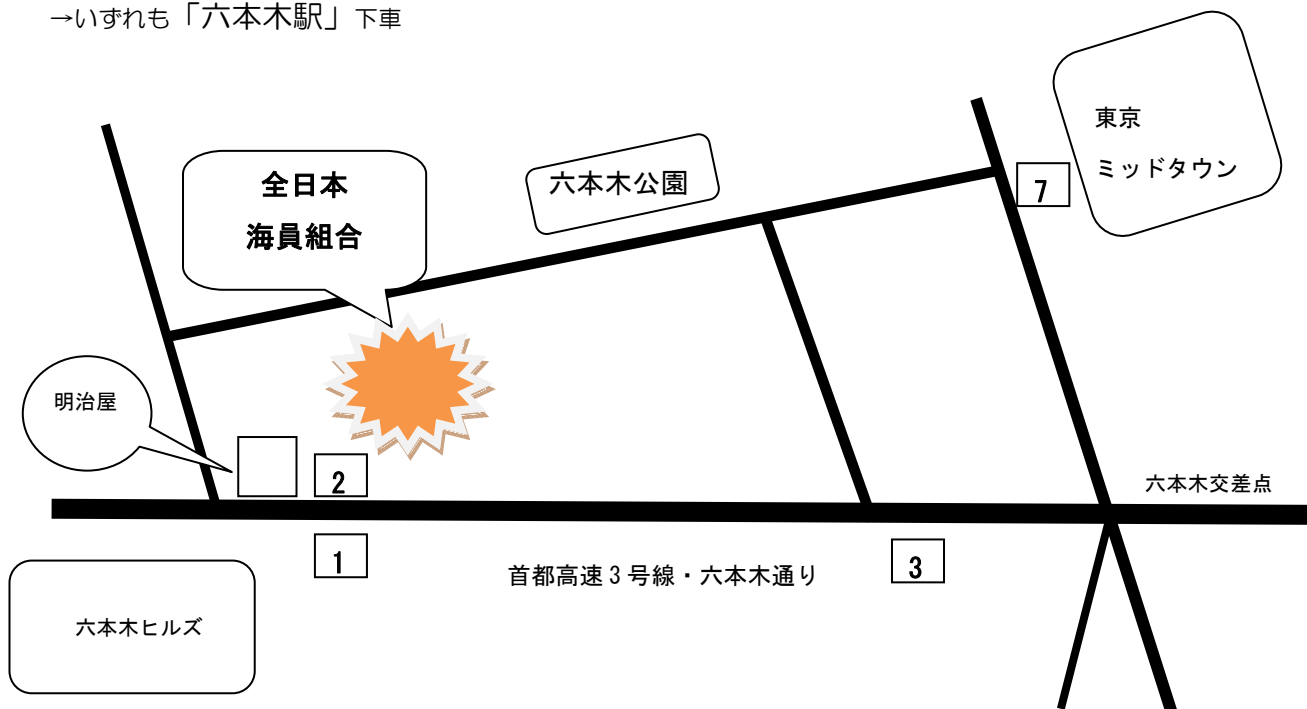 →いずれも「六本木駅」下車
東京
ミッドタウン
六本木公園
7
全日本
海員組合
明治屋
2
六本木交差点
1
首都高速3号線・六本木通り
3
六本木ヒルズ